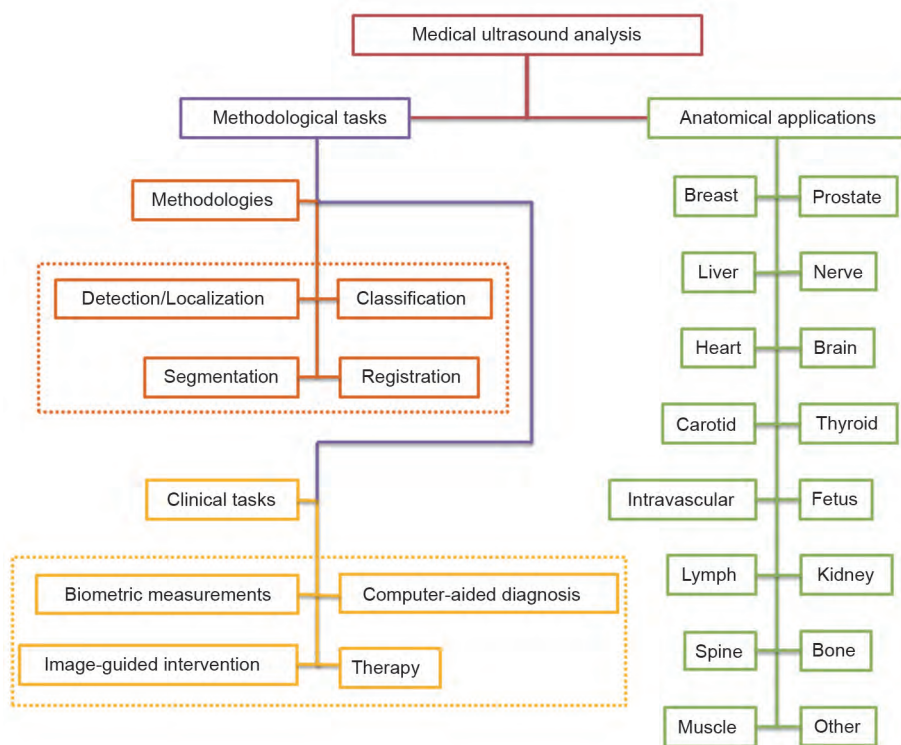 Medical ultrasound analysis
Methodological tasks
Anatomical applications
Methodologies
Detection/Localization
Classification
Segmentation
Registration
Clinical tasks
Biometric measurements
Computer-aided diagnosis
Image-guided intervention
Therapy
Breast
Prostate
Liver
Nerve
Heart
Brain
Carotid
Thyroid
Intravascular
Fetus
Lymph
Kidney
Spine
Bone
Muscle
Other